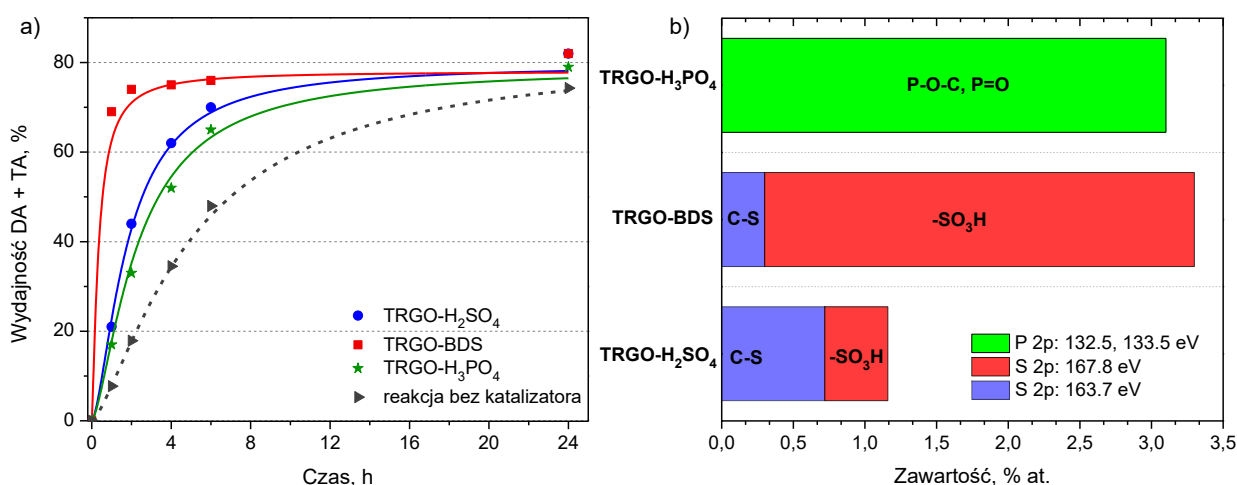 a)
Wydajność DA + TA, %
80
60
40
20
0
0 4 8 12 16 20 24
Czas, h
TRGO-H₂SO₄
TRGO-BDS
TRGO-H₃PO₄
reakcja bez katalizatora
b)
TRGO-H₃PO₄
P-O-C, P=O
TRGO-BDS
C-S
-SO₃H
TRGO-H₂SO₄
C-S
-SO₃H
P 2p: 132.5, 133.5 eV
S 2p: 167.8 eV
S 2p: 163.7 eV
0,0 0,5 1,0 1,5 2,0 2,5 3,0 3,5
Zawartość, % at.